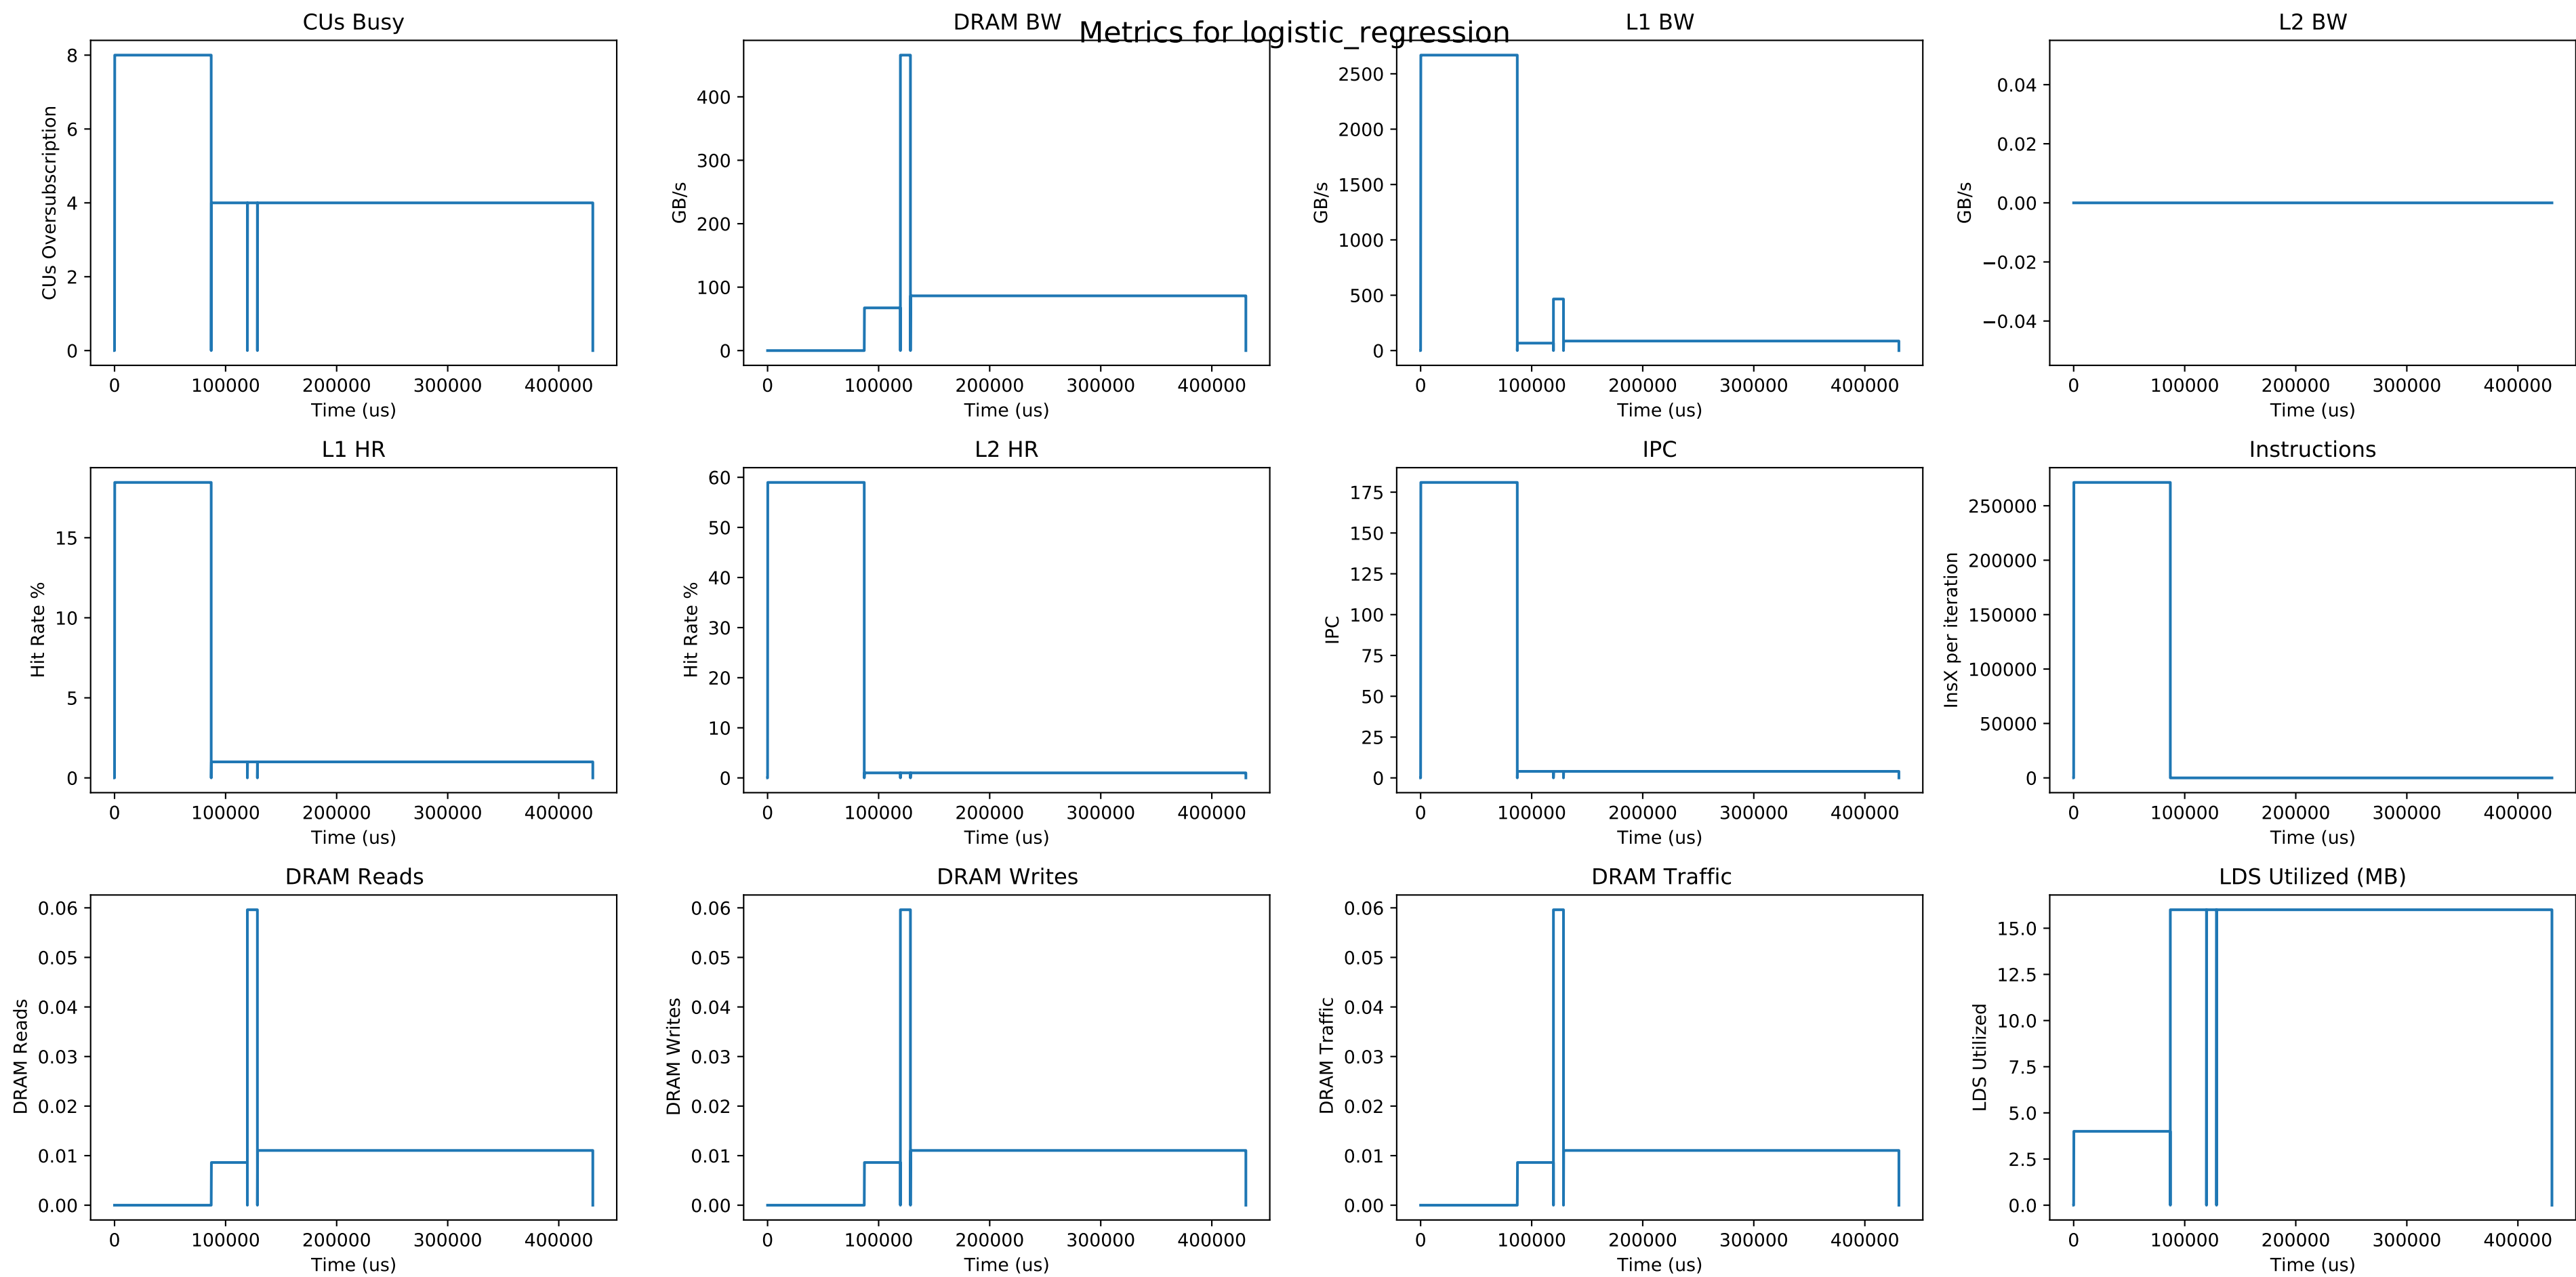 Metrics for logistic_regression
CUs Busy
CUs Oversubscription
8
6
4
2
0
0 100000 200000 300000 400000
Time (us)
DRAM BW
GB/s
400
300
200
100
0
0 100000 200000 300000 400000
Time (us)
L1 BW
GB/s
2500
2000
1500
1000
500
0
0 100000 200000 300000 400000
Time (us)
L2 BW
GB/s
0.04
0.02
0.00
−0.02
−0.04
0 100000 200000 300000 400000
Time (us)
L1 HR
Hit Rate %
15
10
5
0
0 100000 200000 300000 400000
Time (us)
L2 HR
Hit Rate %
60
50
40
30
20
10
0
0 100000 200000 300000 400000
Time (us)
IPC
IPC
175
150
125
100
75
50
25
0
0 100000 200000 300000 400000
Time (us)
Instructions
InsX per iteration
250000
200000
150000
100000
50000
0
0 100000 200000 300000 400000
Time (us)
DRAM Reads
DRAM Reads
0.06
0.05
0.04
0.03
0.02
0.01
0.00
0 100000 200000 300000 400000
Time (us)
DRAM Writes
DRAM Writes
0.06
0.05
0.04
0.03
0.02
0.01
0.00
0 100000 200000 300000 400000
Time (us)
DRAM Traffic
DRAM Traffic
0.06
0.05
0.04
0.03
0.02
0.01
0.00
0 100000 200000 300000 400000
Time (us)
LDS Utilized (MB)
LDS Utilized
15.0
12.5
10.0
7.5
5.0
2.5
0.0
0 100000 200000 300000 400000
Time (us)